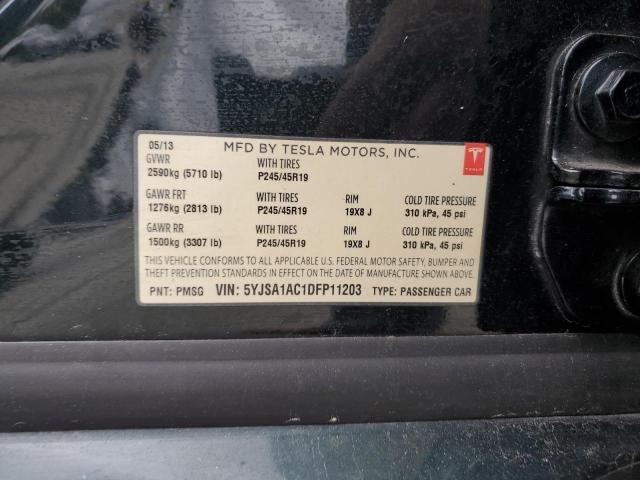 05/13 MFD BY TESLA MOTORS, INC.
GVWR WITH TIRES
2590kg (5710 lb) P245/45R19
TESLA
GAWR FRT WITH TIRES RIM COLD TIRE PRESSURE
1276kg (2813 lb) P245/45R19 19X8 J 310 kPa, 45 psi
GAWR RR WITH TIRES RIM COLD TIRE PRESSURE
1500kg (3307 lb) P245/45R19 19X8 J 310 kPa, 45 psi
THIS VEHICLE CONFORMS TO ALL APPLICABLE U.S. FEDERAL MOTOR VEHICLE SAFETY, BUMPER AND
THEFT PREVENTION STANDARDS IN EFFECT ON THE DATE OF MANUFACTURE SHOWN ABOVE.
PNT: PMSG VIN: 5YJSA1AC1DFP11203 TYPE: PASSENGER CAR